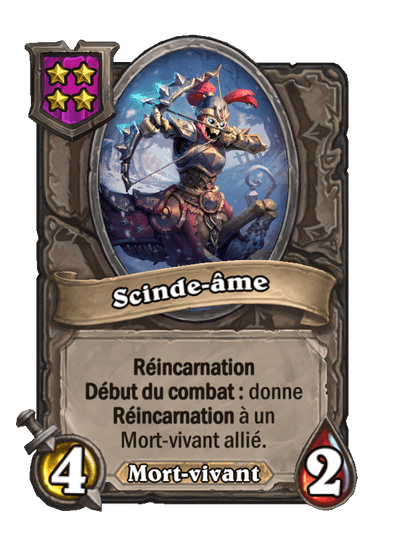 Scinde-âme
Réincarnation
Début du combat : donne
Réincarnation à un
Mort-vivant allié.
4
Mort-vivant
2